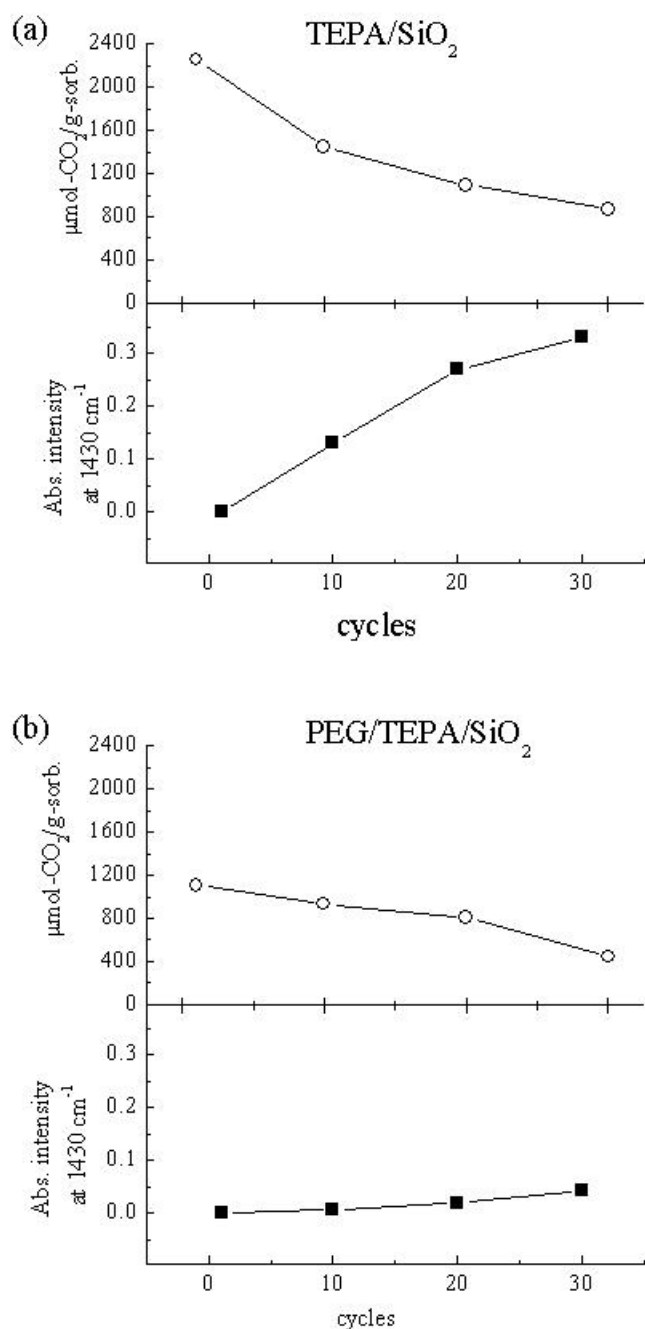 (a)
TEPA/SiO₂
µmol-CO₂/g-sorb.
2400
2000
1600
1200
800
400
0
Abs. intensity
at 1430 cm⁻¹
0.3
0.2
0.1
0.0
0 10 20 30
cycles
(b)
PEG/TEPA/SiO₂
µmol-CO₂/g-sorb.
2400
2000
1600
1200
800
400
0
Abs. intensity
at 1430 cm⁻¹
0.3
0.2
0.1
0.0
0 10 20 30
cycles